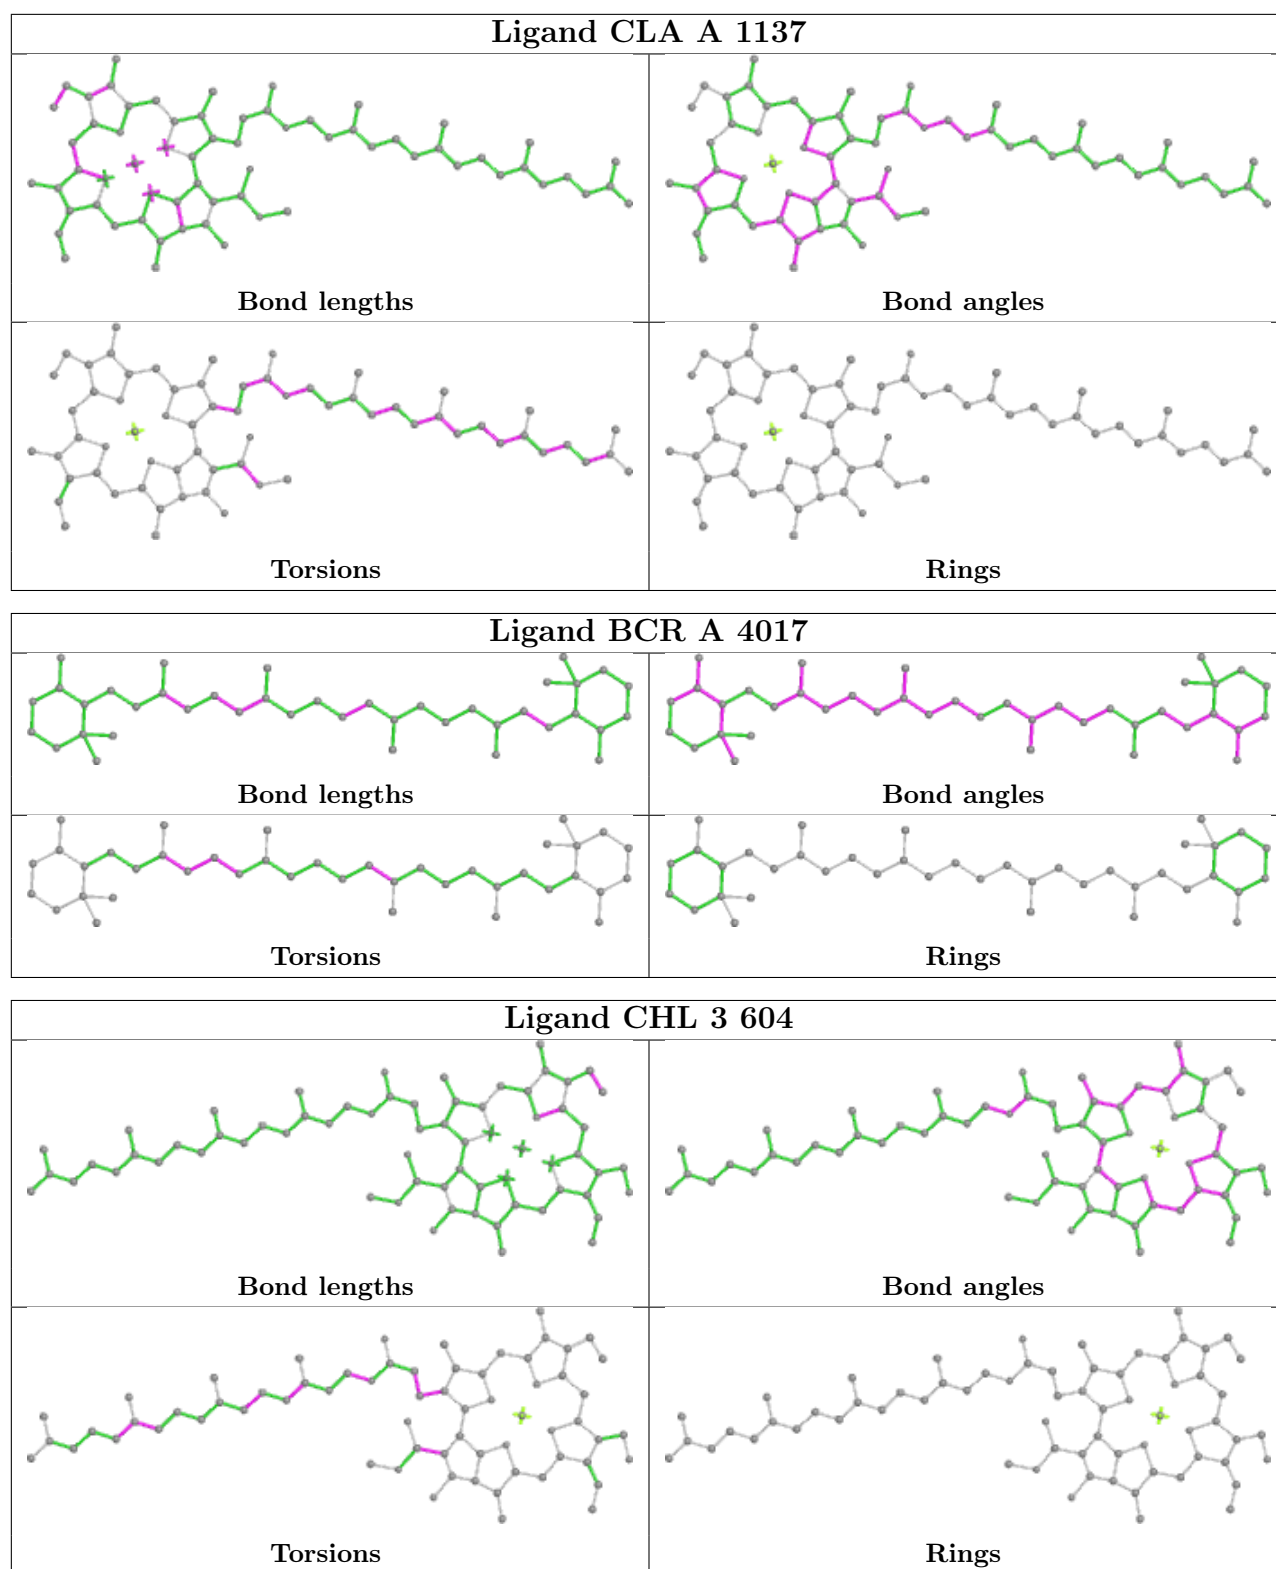 Ligand CLA A 1137
Bond lengths
Bond angles
Torsions
Rings
Ligand BCR A 4017
Bond lengths
Bond angles
Torsions
Rings
Ligand CHL 3 604
Bond lengths
Bond angles
Torsions
Rings